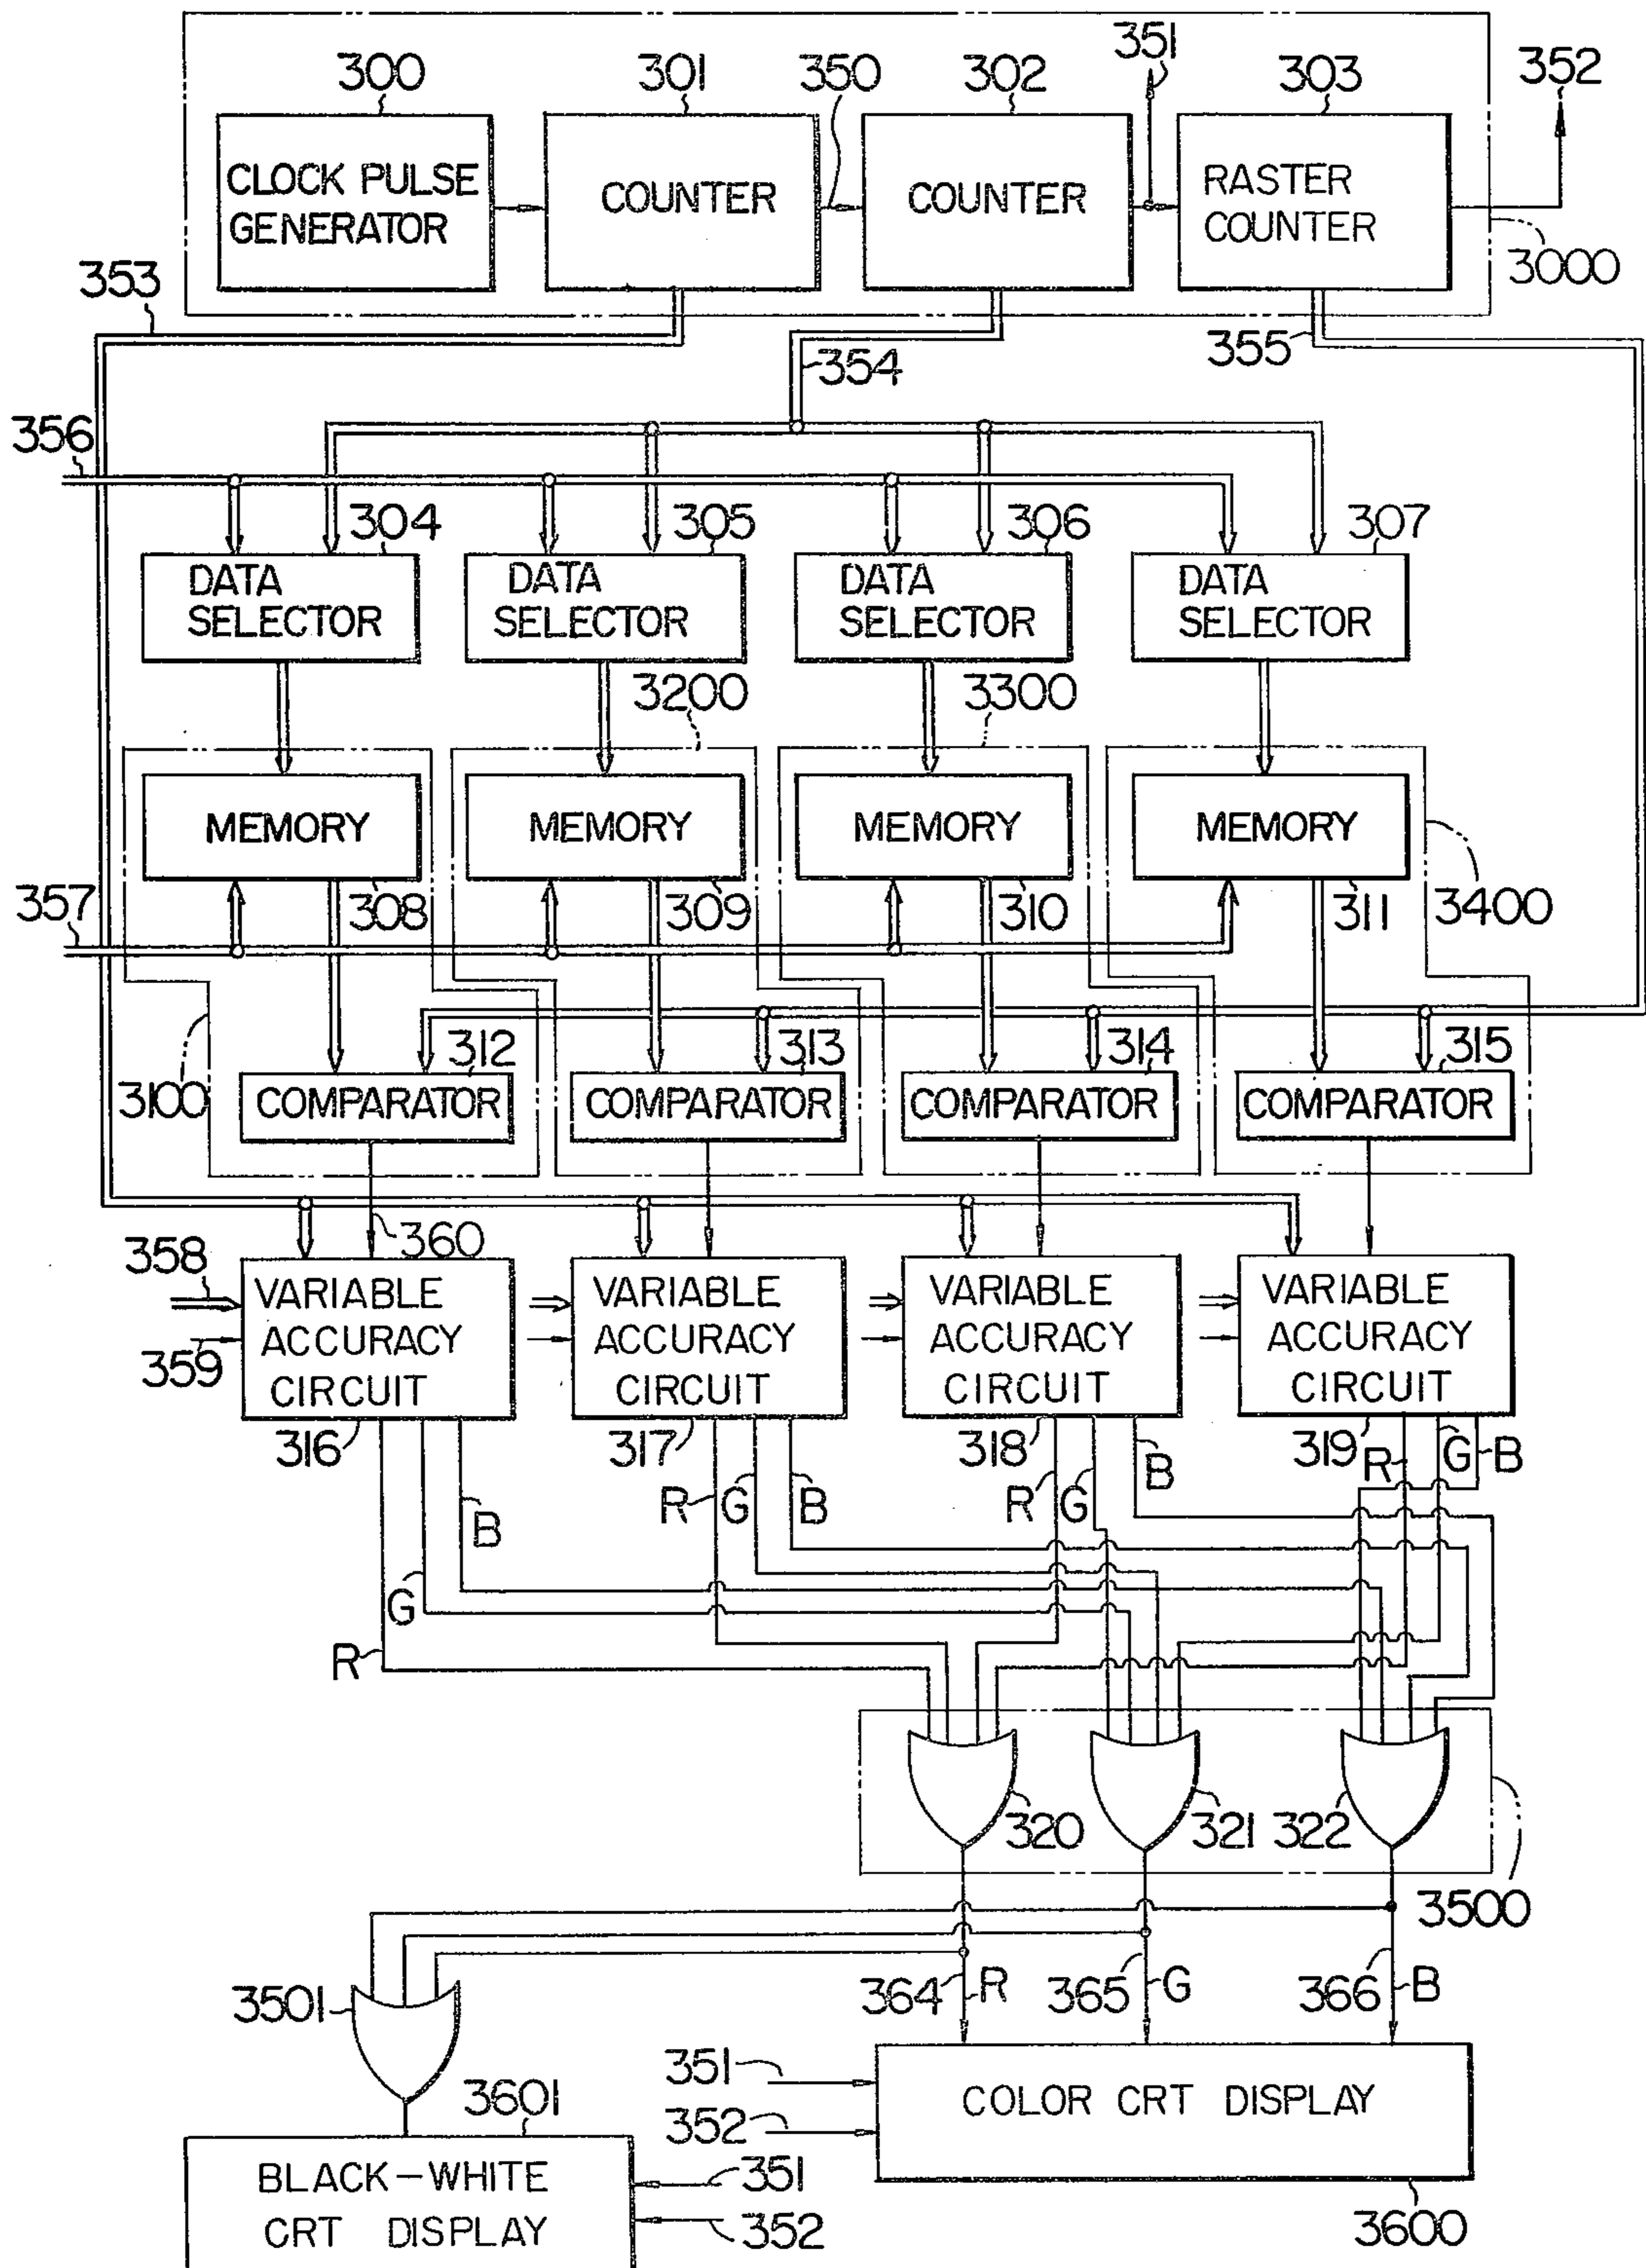 300 301 350 302 351 303 352
CLOCK PULSE
GENERATOR
COUNTER
COUNTER
RASTER
COUNTER
3000
353
354
355
356
304 305 306 307
DATA
SELECTOR
DATA
SELECTOR
DATA
SELECTOR
DATA
SELECTOR
3200 3300
MEMORY MEMORY MEMORY MEMORY
357 308 309 310 311 3400
312 313 314 315
3100
COMPARATOR COMPARATOR COMPARATOR COMPARATOR
360
358
359
VARIABLE
ACCURACY
CIRCUIT
VARIABLE
ACCURACY
CIRCUIT
VARIABLE
ACCURACY
CIRCUIT
VARIABLE
ACCURACY
CIRCUIT
316 317 318 319
R G B
R G B
R G B
R G B
320 321 322
3500
3501
364 R 365 G 366 B
351
352
COLOR CRT DISPLAY
3600
3601
BLACK-WHITE
CRT DISPLAY
351
352